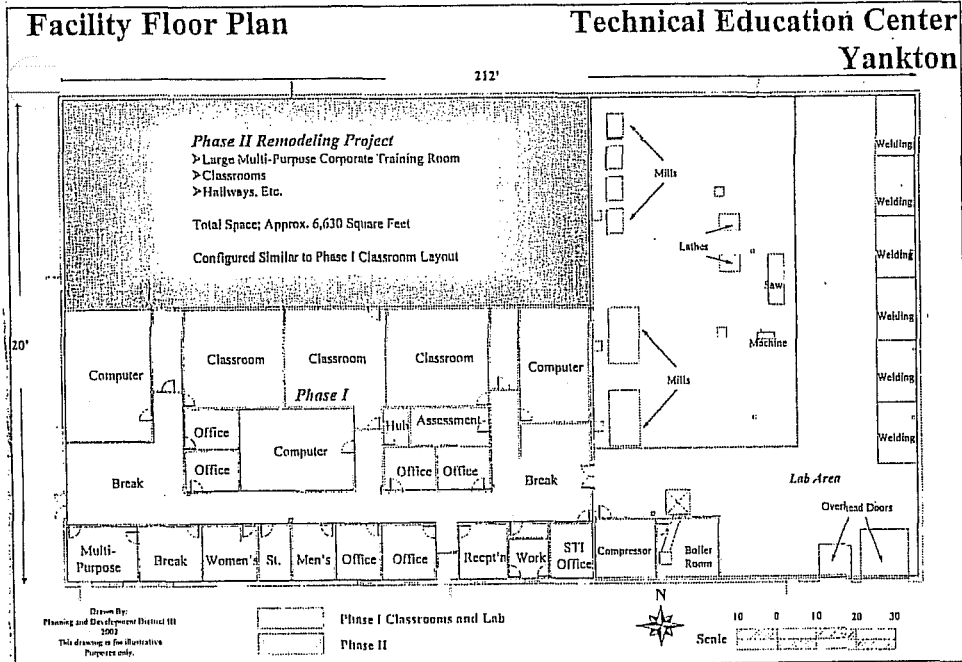 Facility Floor Plan
Technical Education Center
Yankton
212'
Phase II Remodeling Project
➢Large Multi-Purpose Corporate Training Room
➢Classrooms
➢Hallways, Etc.
Total Space; Approx. 6,630 Square Feet
Configured Similar to Phase I Classroom Layout
Mills
Lathes
Saw
Machine
Mills
Welding
Welding
Welding
Welding
Welding
Welding
20'
Computer
Classroom
Classroom
Classroom
Computer
Phase I
Office
Office
Computer
Hub
Assessment
Office
Office
Break
Break
Lab Area
Overhead Doors
Multi-
Purpose
Break
Women's
St.
Men's
Office
Office
Recpt'n
Work
STI
Office
Compressor
Boiler
Room
Drawn By:
Planning and Development District III
2002
This drawing is for illustrative
Purposes only.
Phase I Classrooms and Lab
Phase II
N
Scale
10 0 10 20 30